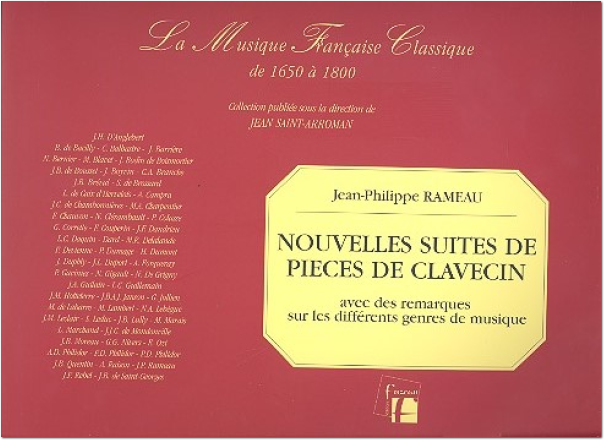 La Musique Française Classique
de 1650 à 1800
Collection publiée sous la direction de
JEAN SAINT-ARROMAN
J.H. D'Anglebert
B. de Bacilly - C. Balbastre - J. Barrière
N. Bernier - M. Blavet - J. Bodin de Boismortier
J.B. de Bousset - J. Boyvin - C.A. Branche
J.B. Bréval - S. de Brossard
L. de Caix d'Hervelois - A. Campra
J.C. de Chambonnières - M.A. Charpentier
F. Chauvon - N. Clérambault - P. Colasse
G. Corrette - F. Couperin - J.F. Dandrieu
L.C. Daquin - Dard - M.R. Delalande
F. Devienne - P. Dumage - H. Dumont
J. Duphly - J.L. Duport - A. Forqueray
P. Gaviniès - N. Gigault - N. De Grigny
J.A. Guilain - L.G. Guillemain
J.M. Hotteterre - J.B.A.J. Janson - G. Jullien
M. de Labarre - M. Lambert - N.A. Lebègue
J.M. Leclair - S. Leduc - J.B. Lully - M. Marais
L. Marchand - J.J.C. de Mondonville
J.B. Moreau - G.G. Nivers - F. Ozi
A.D. Philidor - F.D. Philidor - P.D. Philidor
J.B. Quentin - A. Raison - J.P. Rameau
J.F. Rebel - J.B. de Saint-Georges
Jean-Philippe RAMEAU
NOUVELLES SUITES DE
PIECES DE CLAVECIN
avec des remarques
sur les différents genres de musique